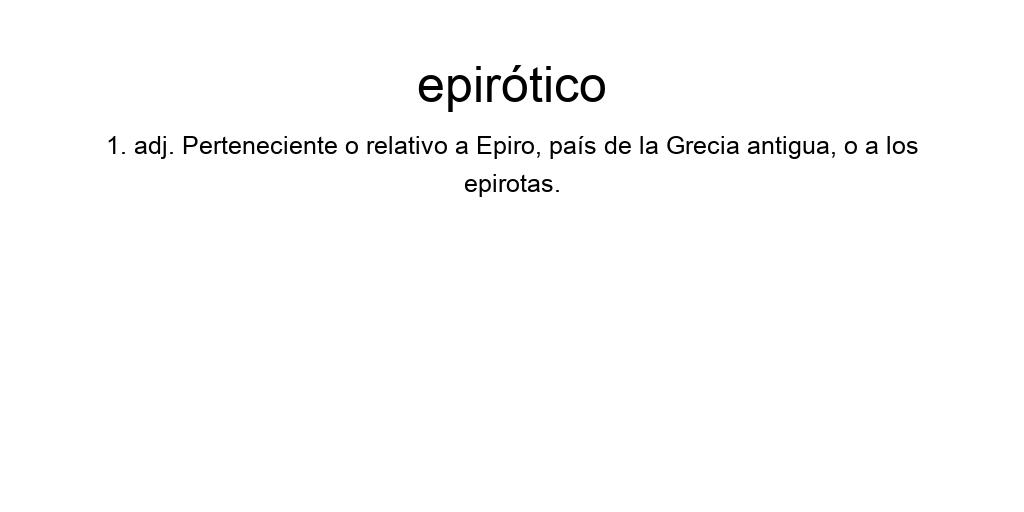 epirótico
1. adj. Perteneciente o relativo a Epiro, país de la Grecia antigua, o a los
epirotas.